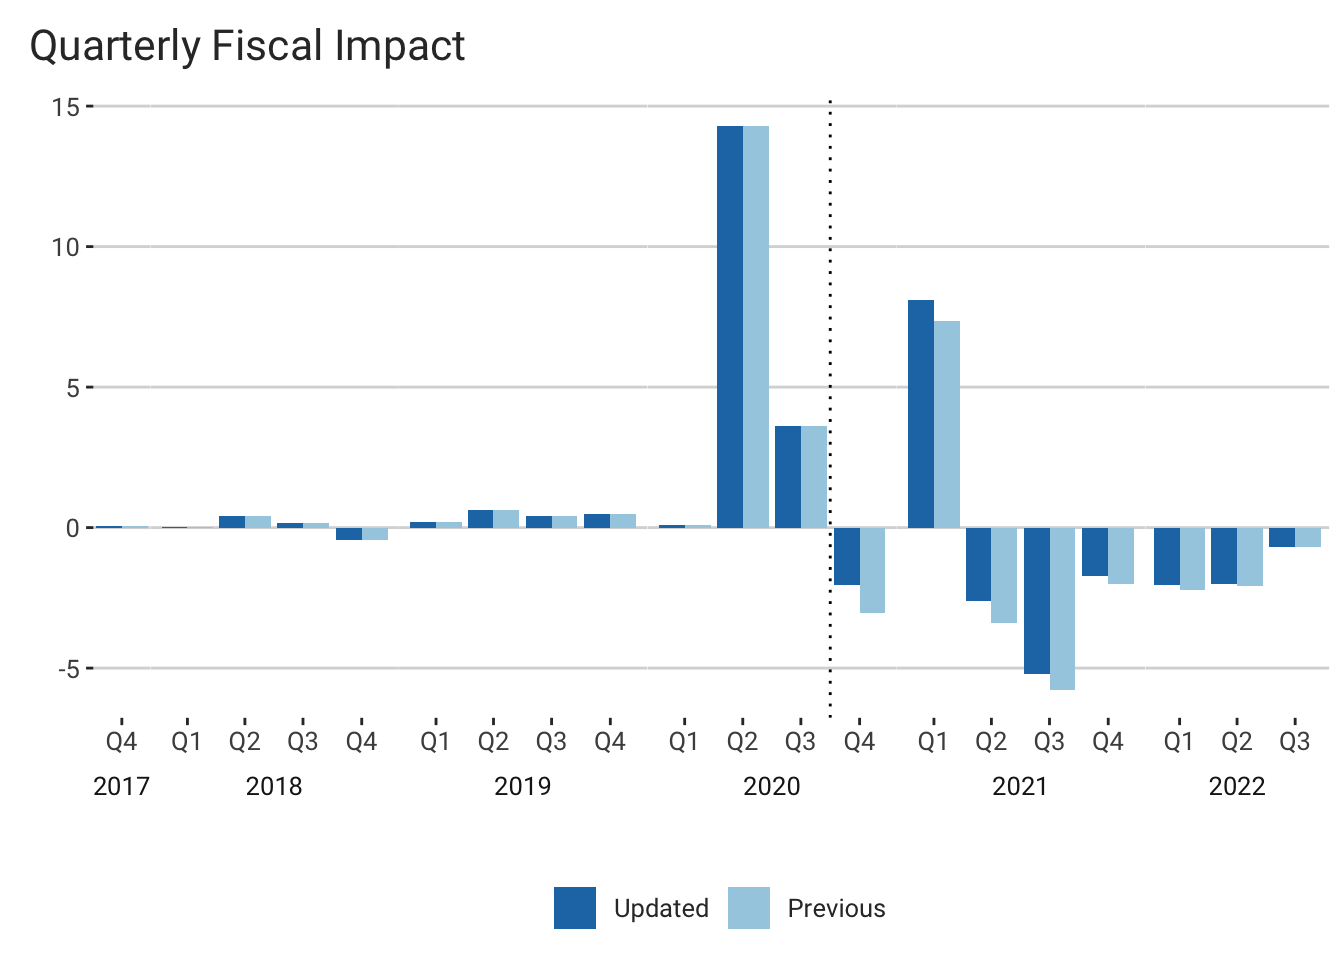 Quarterly Fiscal Impact
15
10
5
0
-5
Q4 Q1 Q2 Q3 Q4 Q1 Q2 Q3 Q4 Q1 Q2 Q3 Q4 Q1 Q2 Q3 Q4 Q1 Q2 Q3
2017 2018 2019 2020 2021 2022
Updated Previous